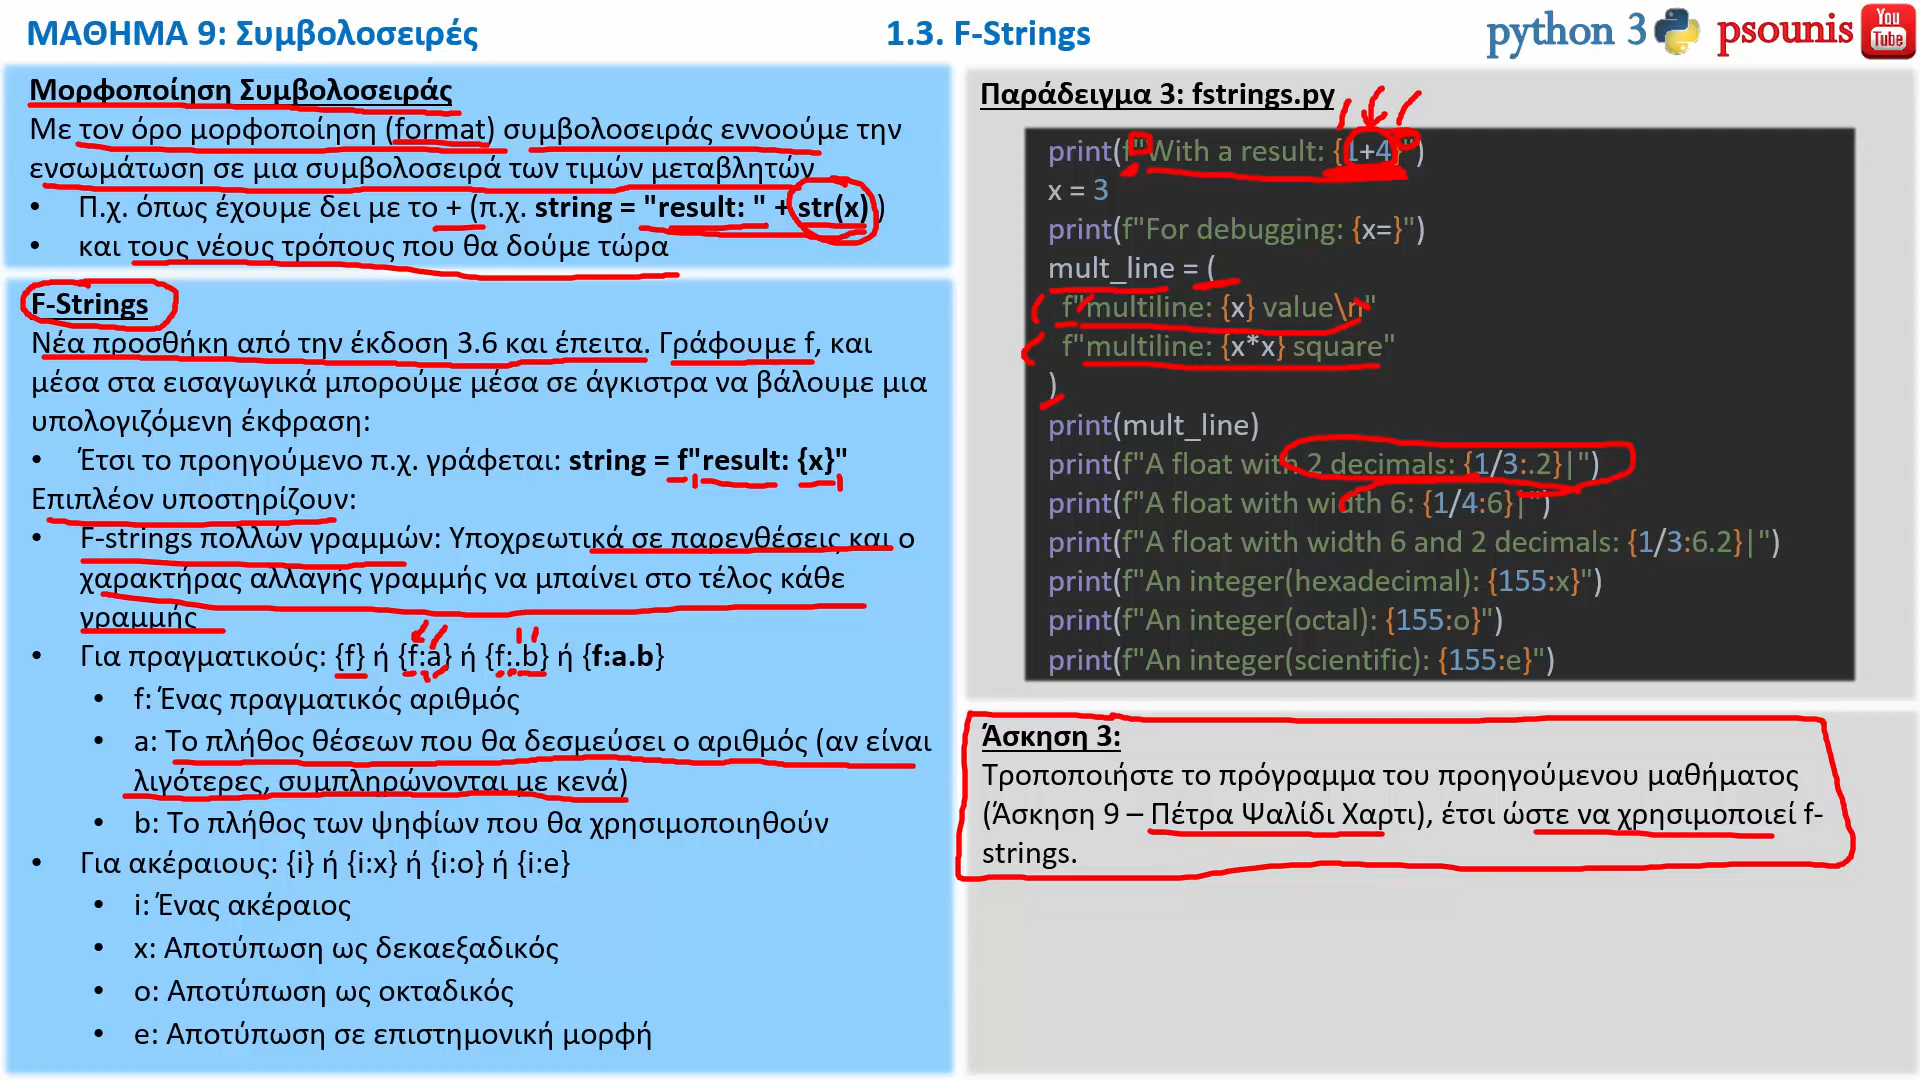 ΜΑΘΗΜΑ 9: Συμβολοσειρές
1.3. F-Strings
python 3
psounis
You
Tube
Μορφοποίηση Συμβολοσειράς
Με τον όρο μορφοποίηση (format) συμβολοσειράς εννοούμε την
ενσωμάτωση σε μια συμβολοσειρά των τιμών μεταβλητών
• Π.χ. όπως έχουμε δει με το + (π.χ. string = "result: " + str(x) )
• και τους νέους τρόπους που θα δούμε τώρα
F-Strings
Νέα προσθήκη από την έκδοση 3.6 και έπειτα. Γράφουμε f, και
μέσα στα εισαγωγικά μπορούμε μέσα σε άγκιστρα να βάλουμε μια
υπολογιζόμενη έκφραση:
• Έτσι το προηγούμενο π.χ. γράφεται: string = f"result: {x}"
Επιπλέον υποστηρίζουν:
• F-strings πολλών γραμμών: Υποχρεωτικά σε παρενθέσεις και ο
χαρακτήρας αλλαγής γραμμής να μπαίνει στο τέλος κάθε
γραμμής
• Για πραγματικούς: {f} ή {f:a} ή {f:.b} ή {f:a.b}
• f: Ένας πραγματικός αριθμός
• a: Το πλήθος θέσεων που θα δεσμεύσει ο αριθμός (αν είναι
λιγότερες, συμπληρώνονται με κενά)
• b: Το πλήθος των ψηφίων που θα χρησιμοποιηθούν
• Για ακέραιους: {i} ή {i:x} ή {i:o} ή {i:e}
• i: Ένας ακέραιος
• x: Αποτύπωση ως δεκαεξαδικός
• o: Αποτύπωση ως οκταδικός
• e: Αποτύπωση σε επιστημονική μορφή
Παράδειγμα 3: fstrings.py
print(f"With a result: {1+4}")
x = 3
print(f"For debugging: {x=}")
mult_line = (
f"multiline: {x} value\n"
f"multiline: {x*x} square"
)
print(mult_line)
print(f"A float with 2 decimals: {1/3:.2}|")
print(f"A float with width 6: {1/4:6}|")
print(f"A float with width 6 and 2 decimals: {1/3:6.2}|")
print(f"An integer(hexadecimal): {155:x}")
print(f"An integer(octal): {155:o}")
print(f"An integer(scientific): {155:e}")
Άσκηση 3:
Τροποποιήστε το πρόγραμμα του προηγούμενου μαθήματος
(Άσκηση 9 – Πέτρα Ψαλίδι Χαρτι), έτσι ώστε να χρησιμοποιεί f-
strings.